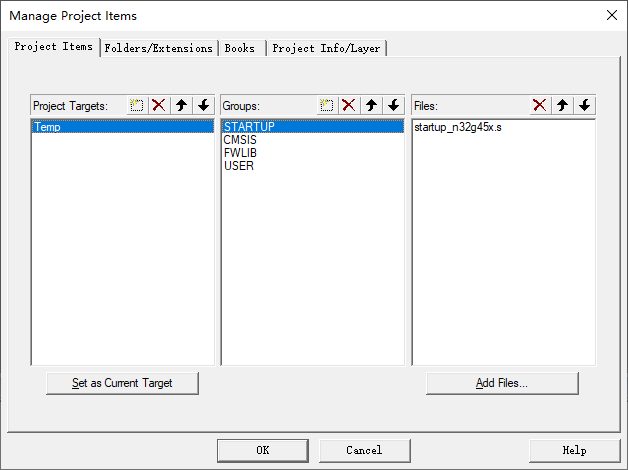 Manage Project Items
Project Items Folders/Extensions Books Project Info/Layer
Project Targets: Groups: Files:
Temp STARTUP startup_n32g45x.s
CMSIS
FWLIB
USER
Set as Current Target Add Files...
OK Cancel Help